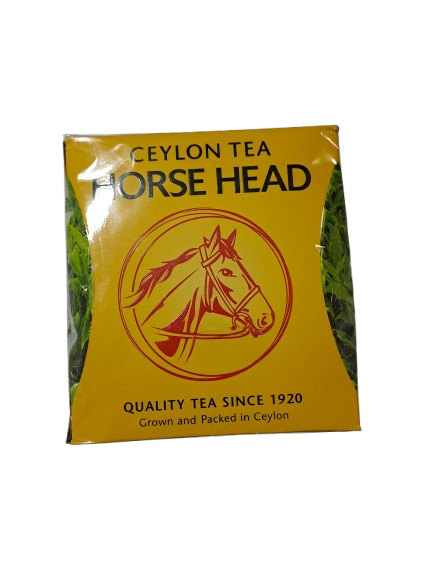 CEYLON TEA
HORSE HEAD
QUALITY TEA SINCE 1920
Grown and Packed in Ceylon